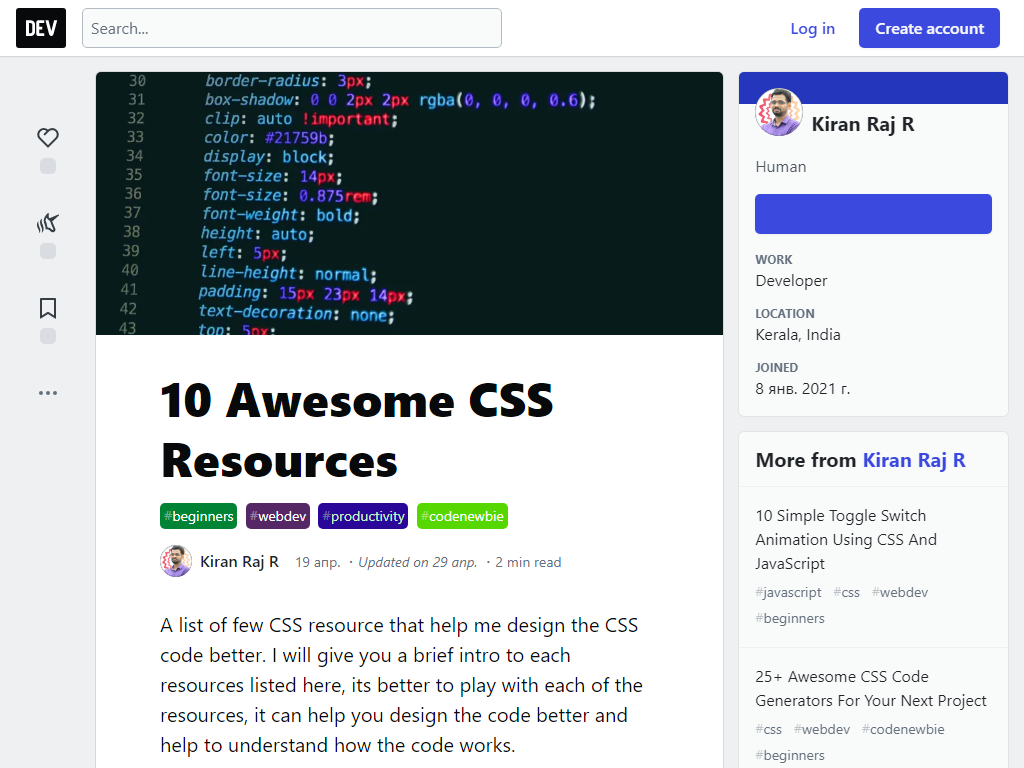 DEV
Search...
Log in
Create account
30 border-radius: 3px;
31 box-shadow: 0 0 2px 2px rgba(0, 0, 0, 0.6);
32 clip: auto !important;
33 color: #21759b;
34 display: block;
35 font-size: 14px;
36 font-size: 0.875rem;
37 font-weight: bold;
38 height: auto;
39 left: 5px;
40 line-height: normal;
41 padding: 15px 23px 14px;
42 text-decoration: none;
43 top: 5px;
10 Awesome CSS
Resources
#beginners #webdev #productivity #codenewbie
Kiran Raj R 19 апр. · Updated on 29 апр. · 2 min read
A list of few CSS resource that help me design the CSS
code better. I will give you a brief intro to each
resources listed here, its better to play with each of the
resources, it can help you design the code better and
help to understand how the code works.
Kiran Raj R
Human
WORK
Developer
LOCATION
Kerala, India
JOINED
8 янв. 2021 г.
More from Kiran Raj R
10 Simple Toggle Switch
Animation Using CSS And
JavaScript
#javascript #css #webdev
#beginners
25+ Awesome CSS Code
Generators For Your Next Project
#css #webdev #codenewbie
#beginners